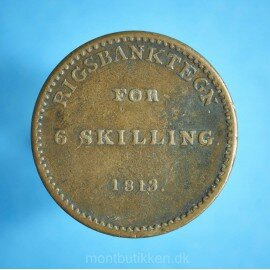 RIGSBANKTEGN
FOR
6 SKILLING.
1813.
montbutikken.dk